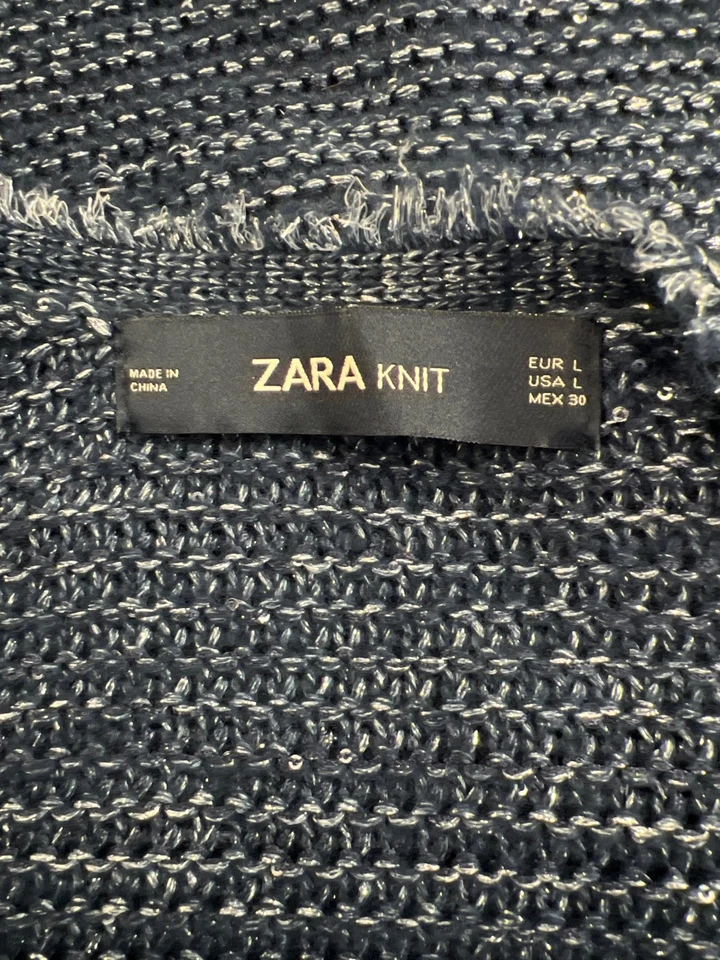 MADE IN
CHINA
ZARA KNIT
EUR L
USA L
MEX 30